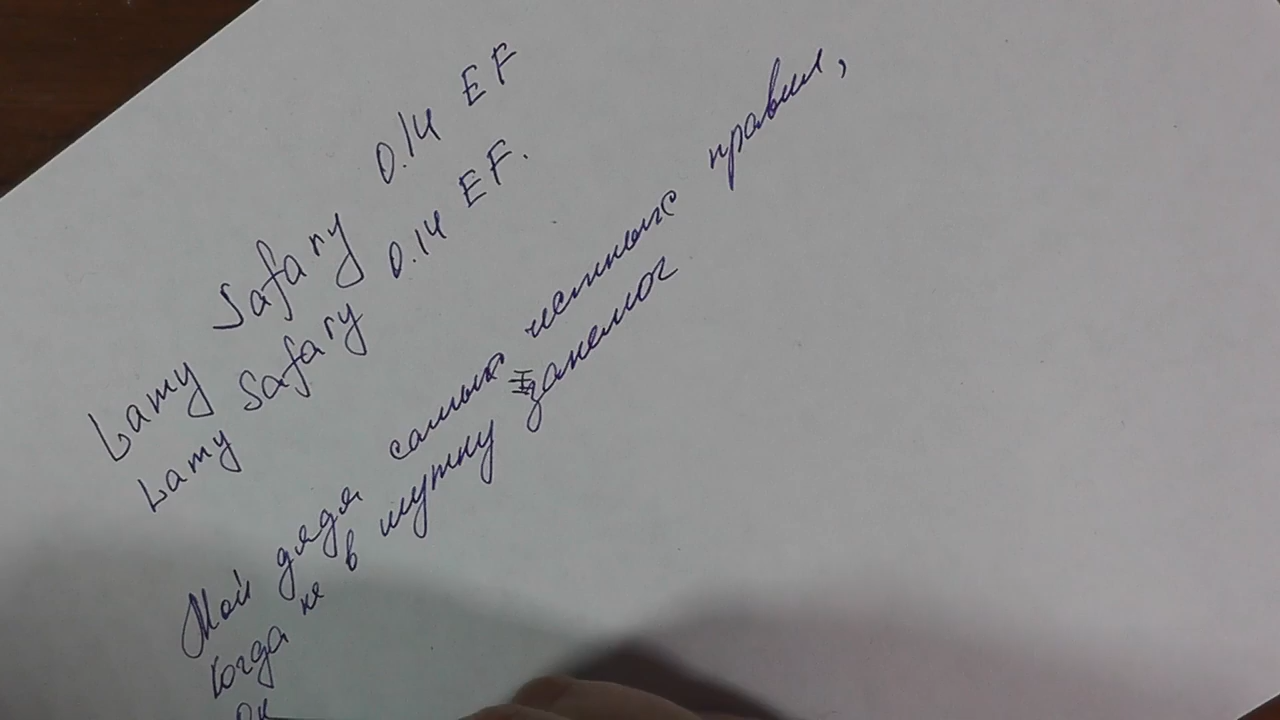 Lamy Safary 0.14 EF
Lamy Safary 0.14 EF.
Мой дядя самых честных правил,
Когда не в шутку занемог
Он